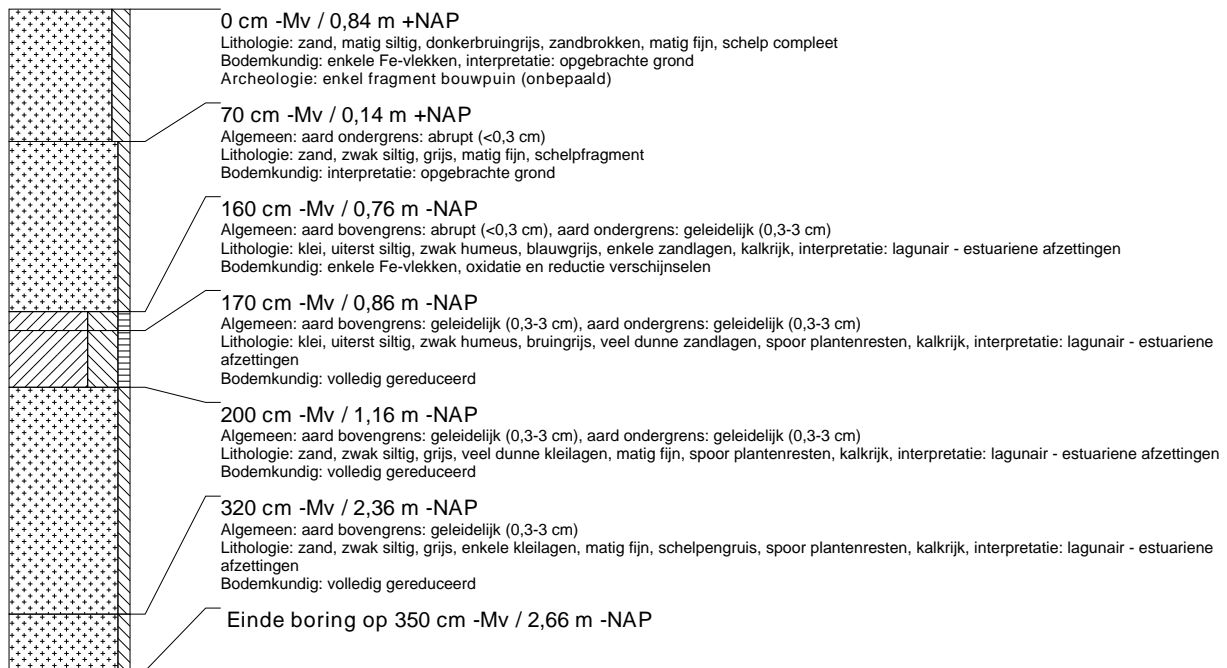 0 cm -Mv / 0,84 m +NAP
Lithologie: zand, matig siltig, donkerbruingrijs, zandbrokken, matig fijn, schelp compleet
Bodemkundig: enkele Fe-vlekken, interpretatie: opgebrachte grond
Archeologie: enkel fragment bouwpuin (onbepaald)
70 cm -Mv / 0,14 m +NAP
Algemeen: aard ondergrens: abrupt (<0,3 cm)
Lithologie: zand, zwak siltig, grijs, matig fijn, schelpfragment
Bodemkundig: interpretatie: opgebrachte grond
160 cm -Mv / 0,76 m -NAP
Algemeen: aard bovengrens: abrupt (<0,3 cm), aard ondergrens: geleidelijk (0,3-3 cm)
Lithologie: klei, uiterst siltig, zwak humeus, blauwgrijs, enkele zandlagen, kalkrijk, interpretatie: lagunair - estuariene afzettingen
Bodemkundig: enkele Fe-vlekken, oxidatie en reductie verschijnselen
170 cm -Mv / 0,86 m -NAP
Algemeen: aard bovengrens: geleidelijk (0,3-3 cm), aard ondergrens: geleidelijk (0,3-3 cm)
Lithologie: klei, uiterst siltig, zwak humeus, bruingrijs, veel dunne zandlagen, spoor plantenresten, kalkrijk, interpretatie: lagunair - estuariene
afzettingen
Bodemkundig: volledig gereduceerd
200 cm -Mv / 1,16 m -NAP
Algemeen: aard bovengrens: geleidelijk (0,3-3 cm), aard ondergrens: geleidelijk (0,3-3 cm)
Lithologie: zand, zwak siltig, grijs, veel dunne kleilagen, matig fijn, spoor plantenresten, kalkrijk, interpretatie: lagunair - estuariene afzettingen
Bodemkundig: volledig gereduceerd
320 cm -Mv / 2,36 m -NAP
Algemeen: aard bovengrens: geleidelijk (0,3-3 cm)
Lithologie: zand, zwak siltig, grijs, enkele kleilagen, matig fijn, schelpengruis, spoor plantenresten, kalkrijk, interpretatie: lagunair - estuariene
afzettingen
Bodemkundig: volledig gereduceerd
Einde boring op 350 cm -Mv / 2,66 m -NAP